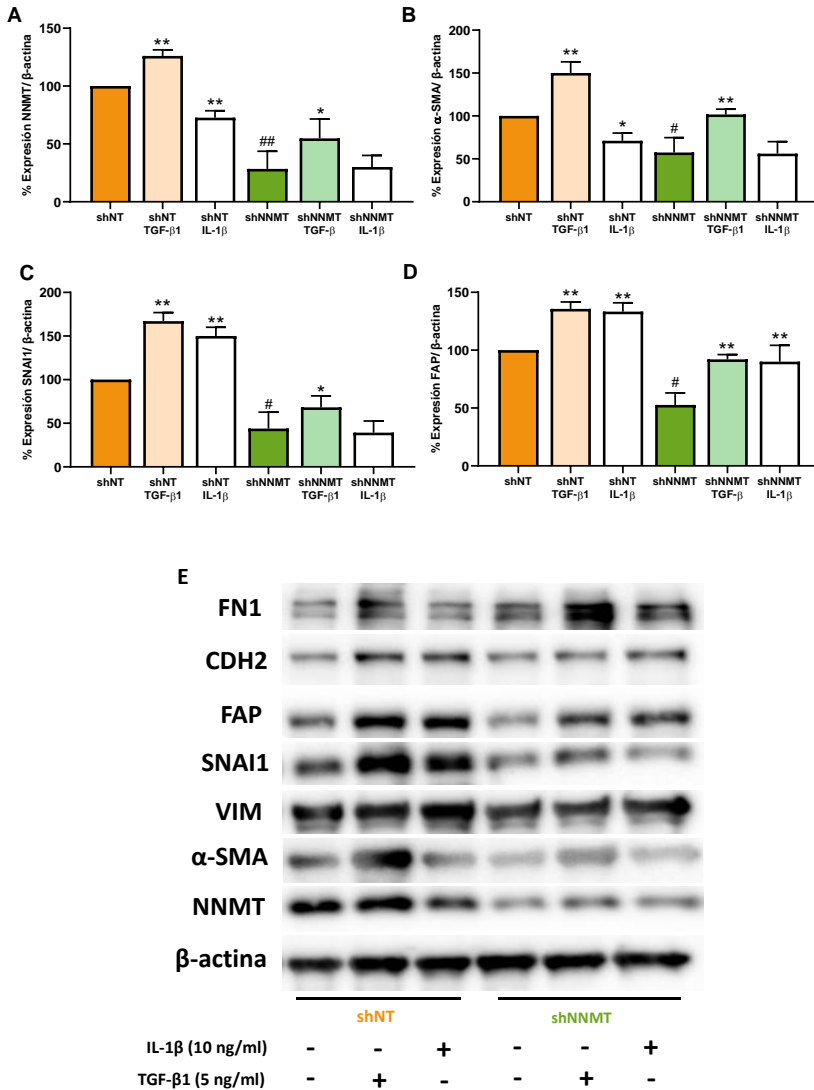 A
% Expresión NNMT/ β-actina
150
100
50
0
**
**
##
*
shNT
shNT
TGF-β1
shNT
IL-1β
shNNMT
shNNMT
TGF-β
shNNMT
IL-1β
B
% Expresión α-SMA/ β-actina
200
150
100
50
0
**
*
#
**
shNT
shNT
TGF-β1
shNT
IL-1β
shNNMT
shNNMT
TGF-β1
shNNMT
IL-1β
C
% Expresión SNAI1/ β-actina
200
150
100
50
0
**
**
#
*
shNT
shNT
TGF-β1
shNT
IL-1β
shNNMT
shNNMT
TGF-β1
shNNMT
IL-1β
D
% Expresión FAP/ β-actina
150
100
50
0
**
**
#
**
**
shNT
shNT
TGF-β1
shNT
IL-1β
shNNMT
shNNMT
TGF-β
shNNMT
IL-1β
E
FN1
CDH2
FAP
SNAI1
VIM
α-SMA
NNMT
β-actina
shNT shNNMT
IL-1β (10 ng/ml) - - + - - +
TGF-β1 (5 ng/ml) - + - - + -